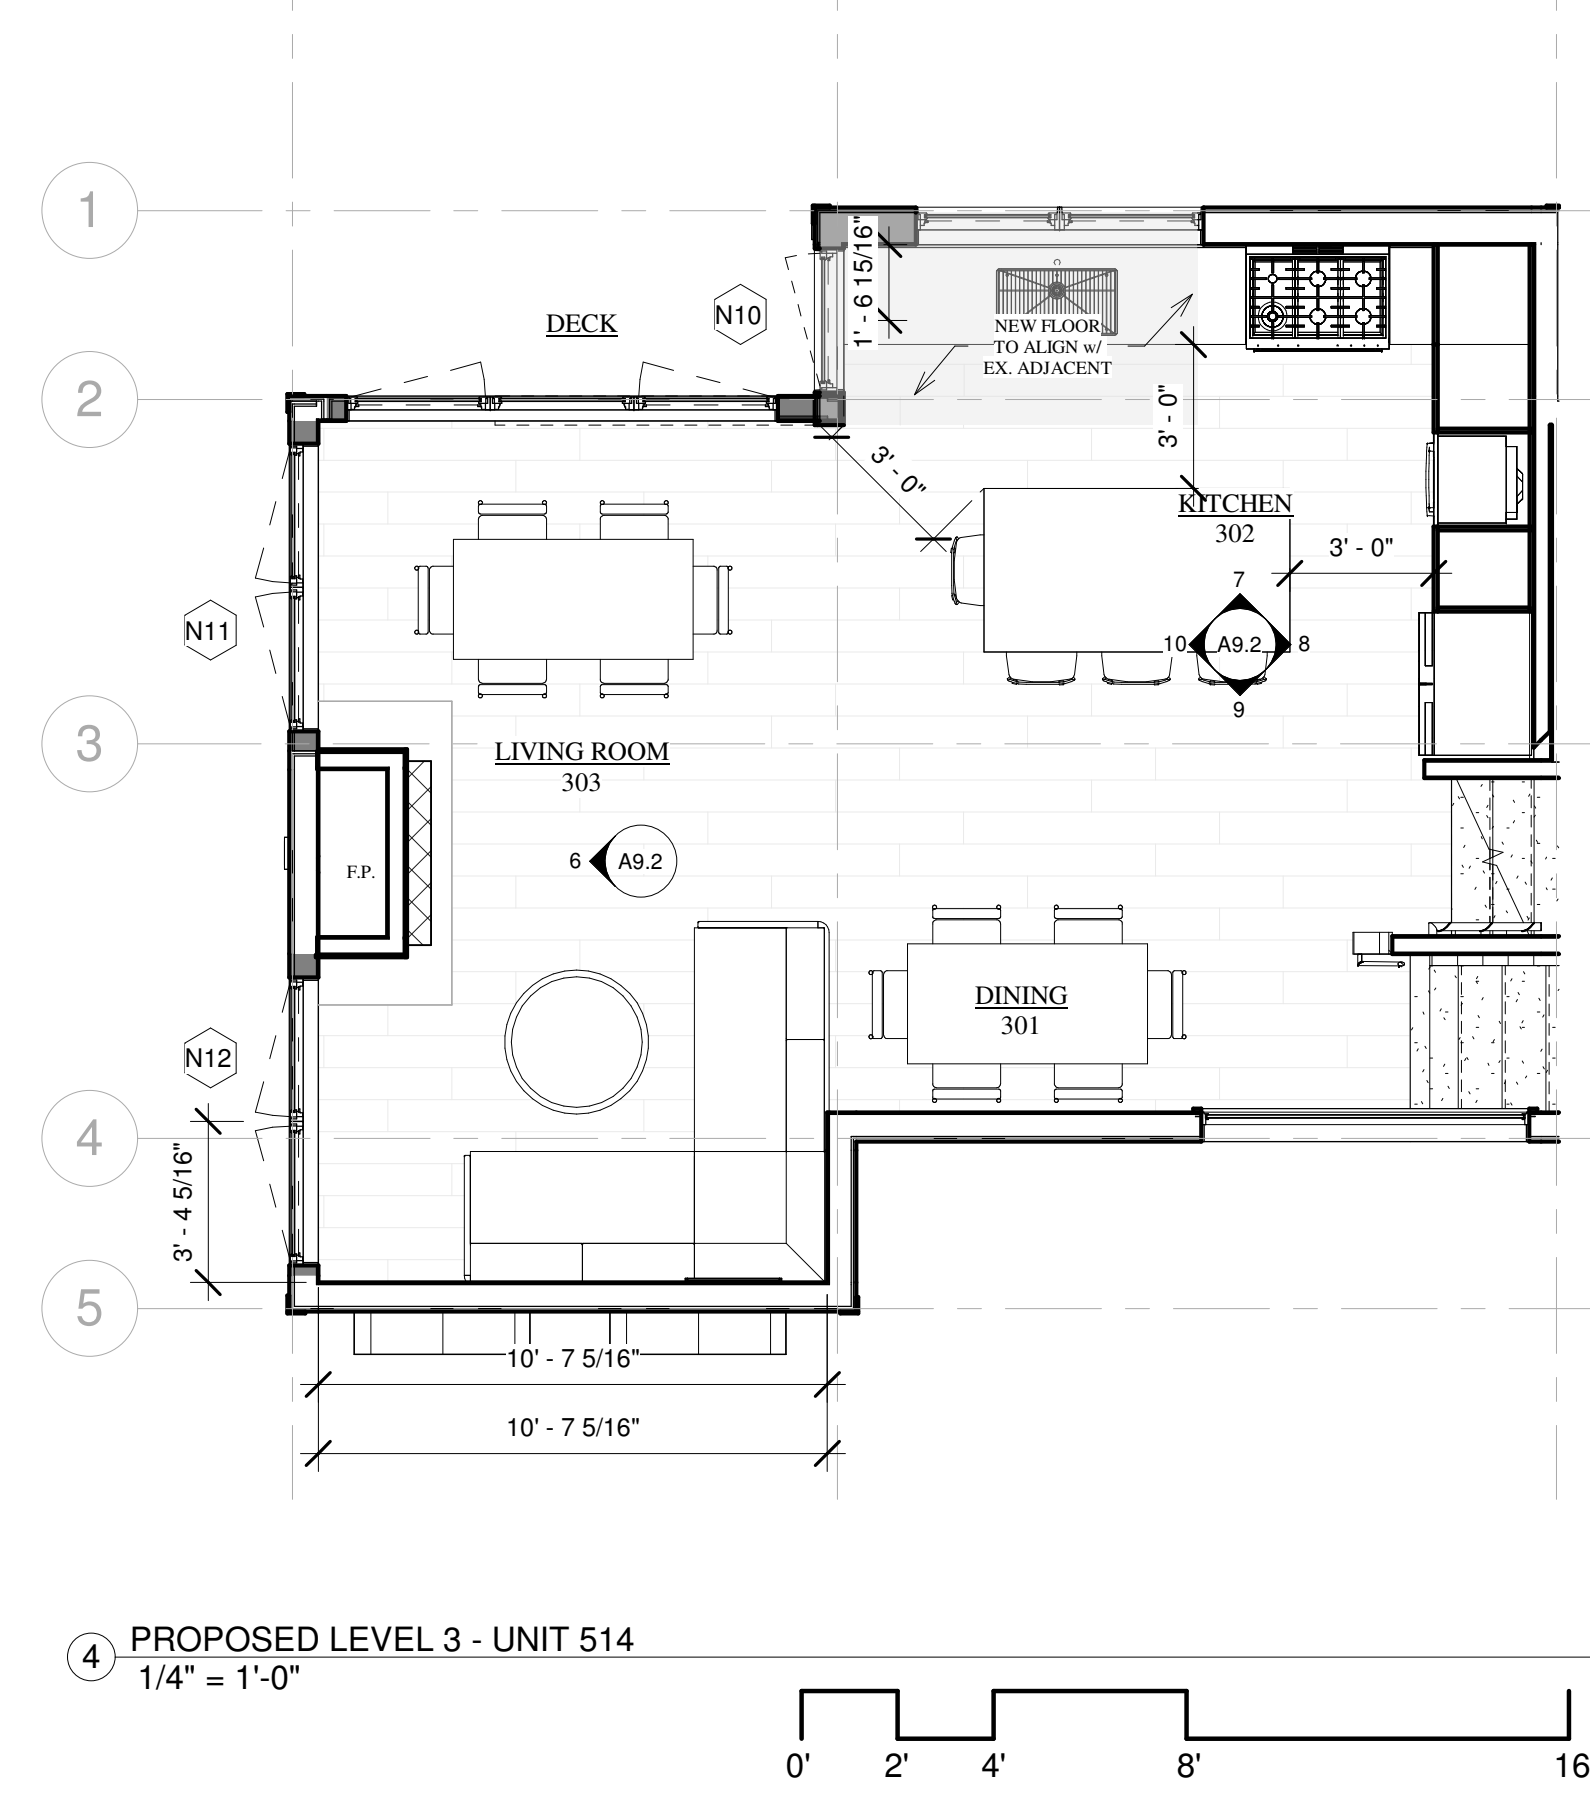 1
1' - 6 15/16"
N10
DECK
NEW FLOOR
TO ALIGN w/
EX. ADJACENT
2
3' - 0"
3' - 0"
KITCHEN
302
3' - 0"
7
N11
10
A9.2
8
9
3
LIVING ROOM
303
6
A9.2
F.P.
DINING
301
N12
4
3' - 4 5/16"
5
10' - 7 5/16"
10' - 7 5/16"
4
PROPOSED LEVEL 3 - UNIT 514
1/4" = 1'-0"
0'
2'
4'
8'
16